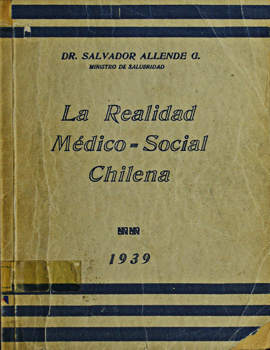 DR. SALVADOR ALLENDE G.
MINISTRO DE SALUBRIDAD
La Realidad
Médico - Social
Chilena
1939